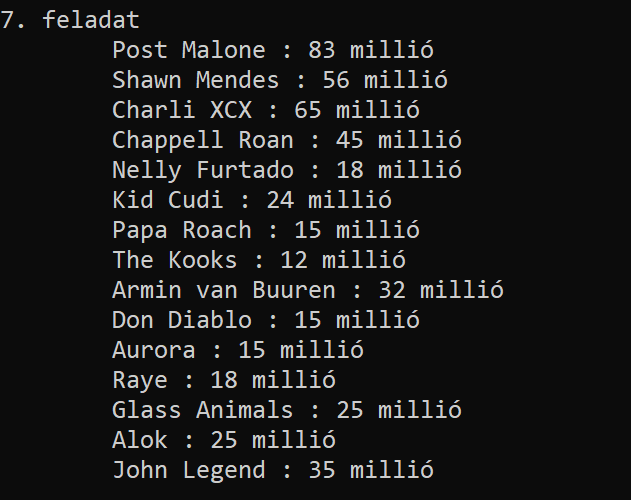 7. feladat
Post Malone : 83 millió
Shawn Mendes : 56 millió
Charli XCX : 65 millió
Chappell Roan : 45 millió
Nelly Furtado : 18 millió
Kid Cudi : 24 millió
Papa Roach : 15 millió
The Kooks : 12 millió
Armin van Buuren : 32 millió
Don Diablo : 15 millió
Aurora : 15 millió
Raye : 18 millió
Glass Animals : 25 millió
Alok : 25 millió
John Legend : 35 millió